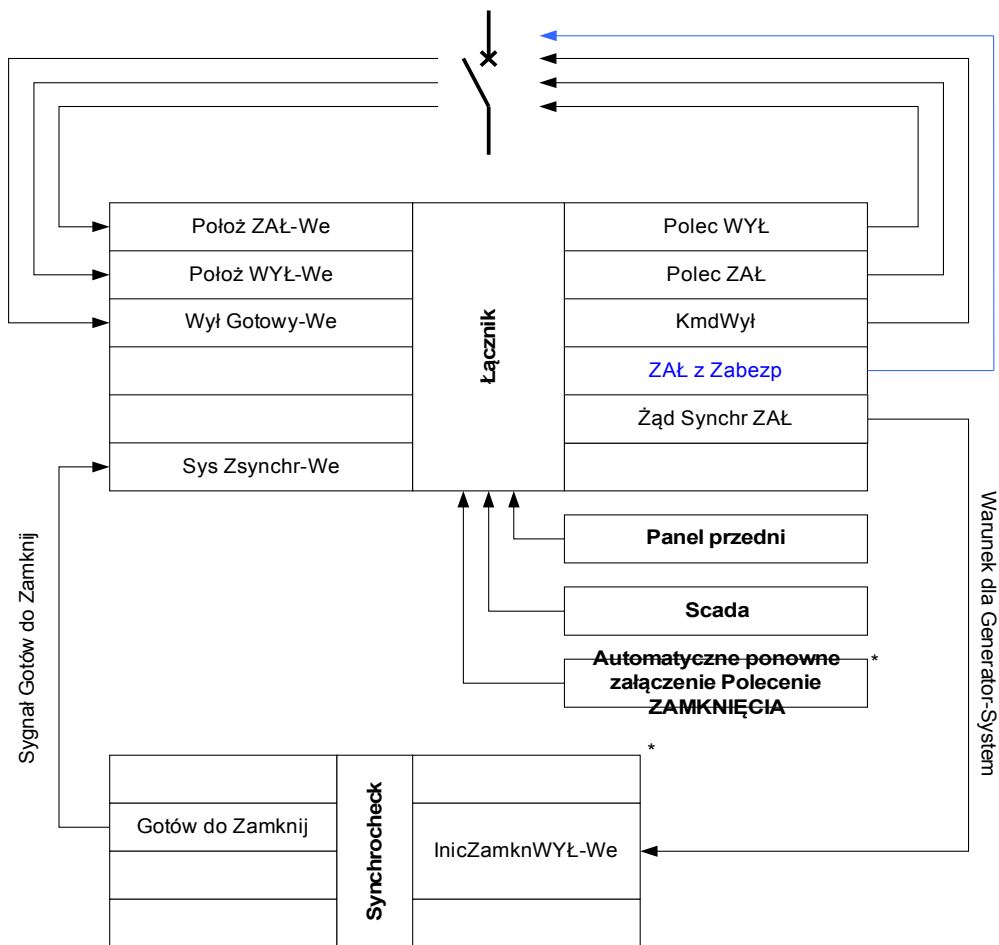 Położ ZAŁ-We
Polec WYŁ
Położ WYŁ-We
Polec ZAŁ
Wył Gotowy-We
KmdWył
Łącznik
ZAŁ z Zabezp
Żąd Synchr ZAŁ
Sys Zsynchr-We
Panel przedni
Scada
Automatyczne ponowne
załączenie Polecenie
ZAMKNIĘCIA
*
Sygnał Gotów do Zamknij
Warunek dla Generator-System
*
Gotów do Zamknij
Synchrocheck
InicZamknWYŁ-We